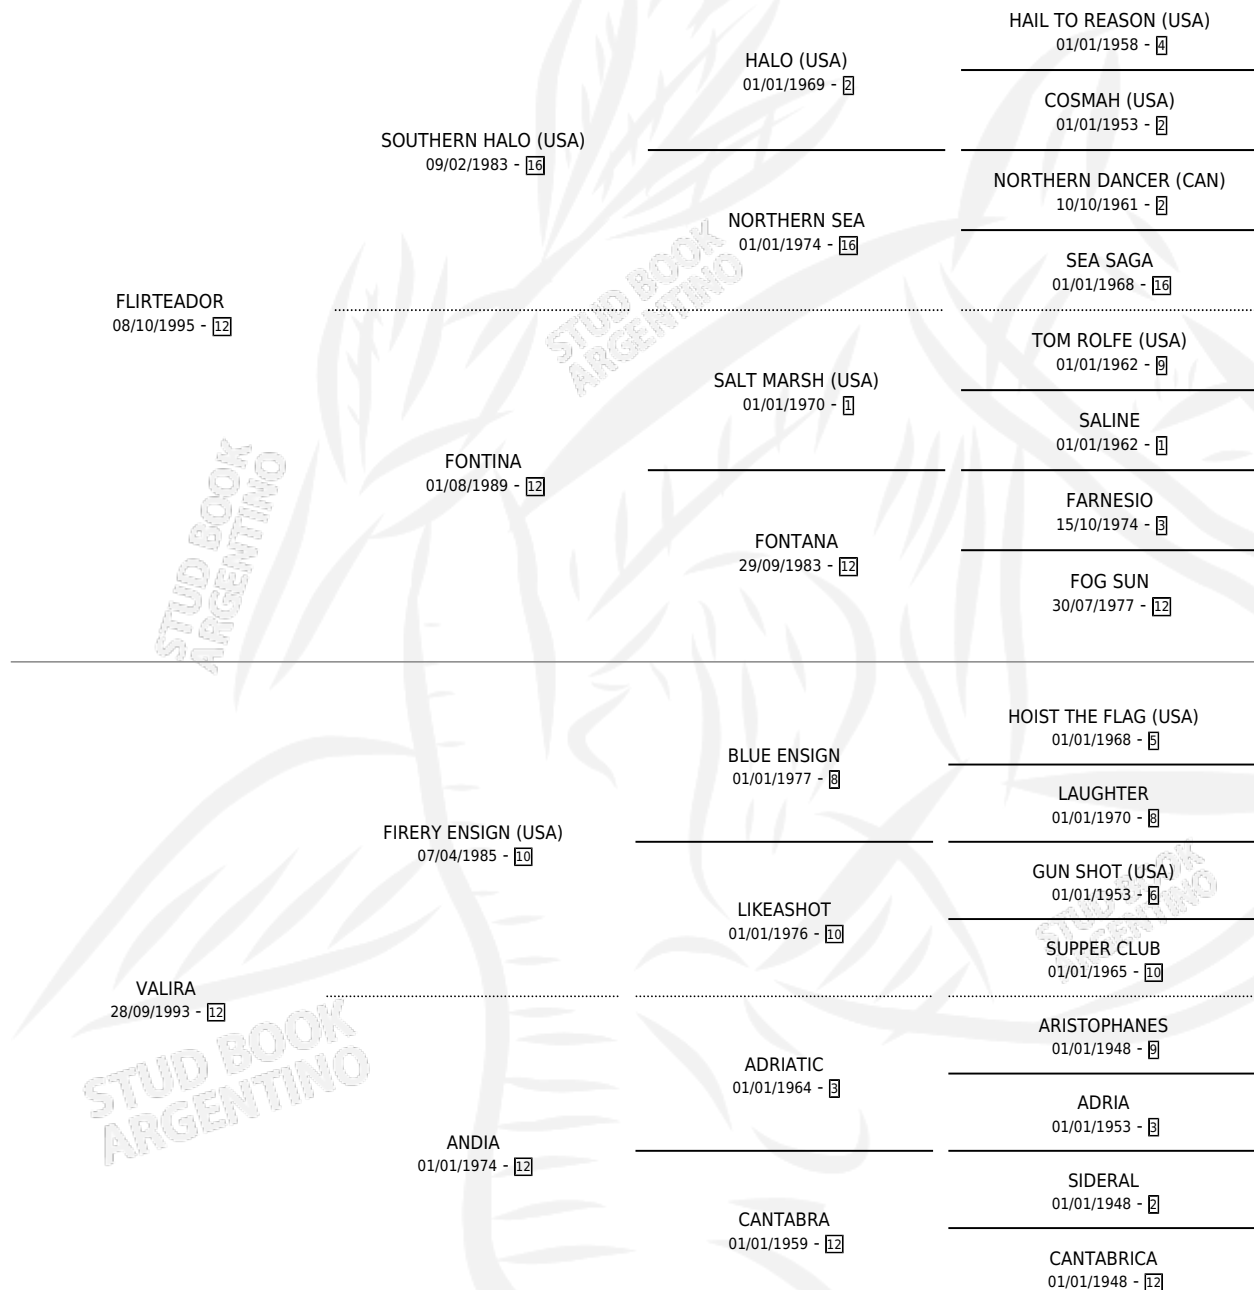 HAIL TO REASON (USA)
01/01/1958 - 4
HALO (USA)
01/01/1969 - 2
COSMAH (USA)
01/01/1953 - 2
SOUTHERN HALO (USA)
09/02/1983 - 16
NORTHERN DANCER (CAN)
10/10/1961 - 2
NORTHERN SEA
01/01/1974 - 16
SEA SAGA
01/01/1968 - 16
FLIRTEADOR
08/10/1995 - 12
STUD BOOK
ARGENTINO
TOM ROLFE (USA)
01/01/1962 - 9
SALT MARSH (USA)
01/01/1970 - 1
SALINE
01/01/1962 - 1
FONTINA
01/08/1989 - 12
FARNESIO
15/10/1974 - 3
FONTANA
29/09/1983 - 12
FOG SUN
30/07/1977 - 12
STUD BOOK
ARGENTINO
HOIST THE FLAG (USA)
01/01/1968 - 5
BLUE ENSIGN
01/01/1977 - 8
LAUGHTER
01/01/1970 - 8
FIRERY ENSIGN (USA)
07/04/1985 - 10
GUN SHOT (USA)
01/01/1953 - 6
LIKEASHOT
01/01/1976 - 10
SUPPER CLUB
01/01/1965 - 10
STUD BOOK
ARGENTINO
VALIRA
28/09/1993 - 12
STUD BOOK
ARGENTINO
ARISTOPHANES
01/01/1948 - 9
ADRIATIC
01/01/1964 - 3
ADRIA
01/01/1953 - 3
ANDIA
01/01/1974 - 12
SIDERAL
01/01/1948 - 2
CANTABRA
01/01/1959 - 12
CANTABRICA
01/01/1948 - 12